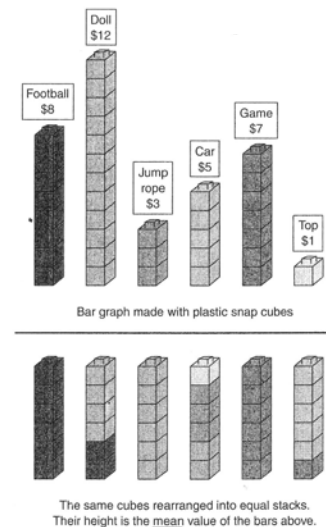 Doll
$12
Football
$8
Game
$7
Car
$5
Jump
rope
$3
Top
$1
Bar graph made with plastic snap cubes
The same cubes rearranged into equal stacks.
Their height is the mean value of the bars above.